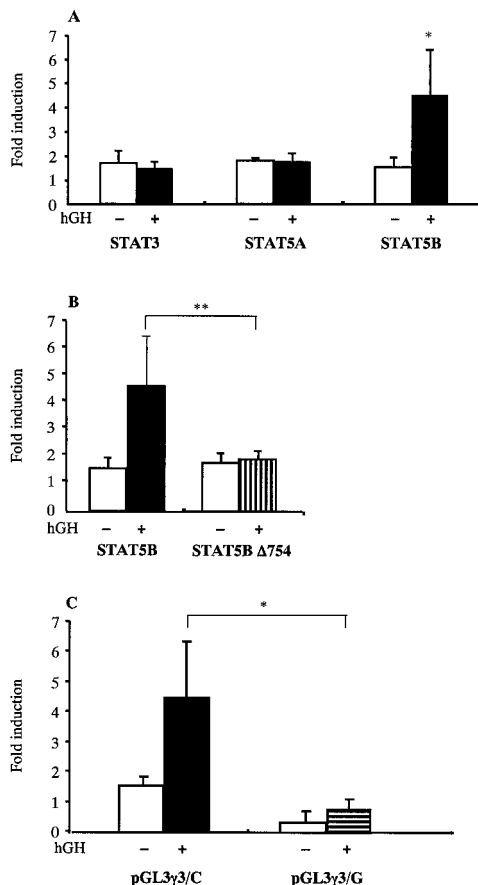 A
Fold induction
7
6
5
4
3
2
1
0
*
hGH – + – + – +
STAT3 STAT5A STAT5B
B
Fold induction
7
6
5
4
3
2
1
0
**
hGH – + – +
STAT5B STAT5B Δ754
C
Fold induction
7
6
5
4
3
2
1
0
*
hGH – + – +
pGL3γ3/C pGL3γ3/G